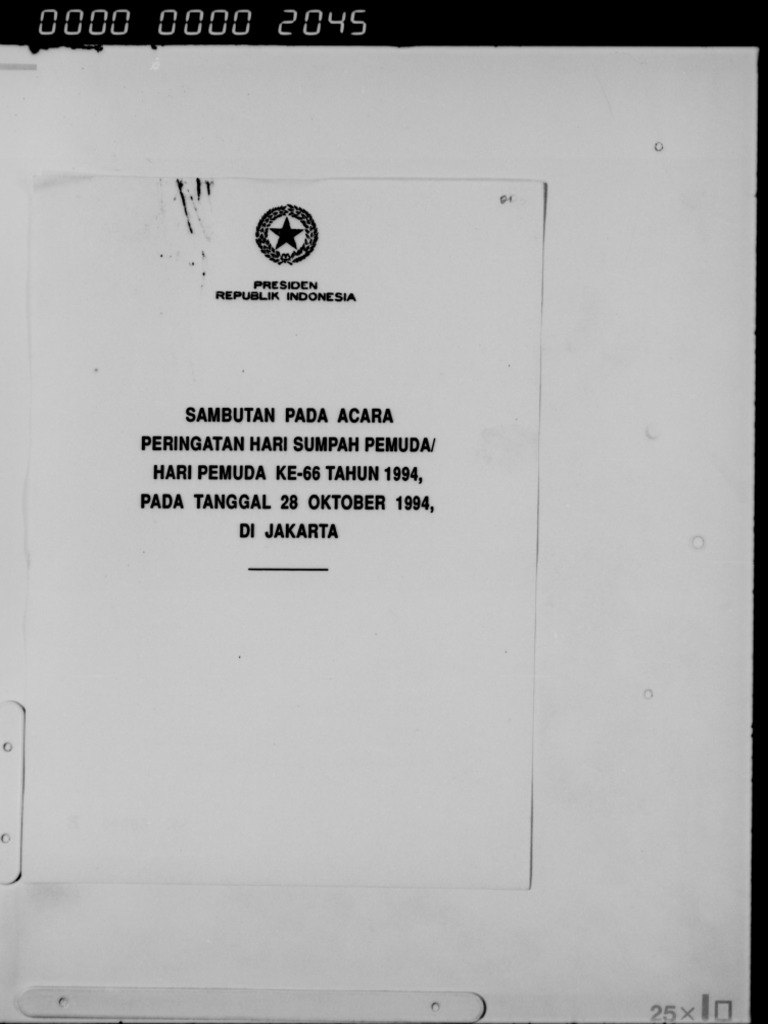 0000 0000 2045
PRESIDEN
REPUBLIK INDONESIA
SAMBUTAN PADA ACARA
PERINGATAN HARI SUMPAH PEMUDA/
HARI PEMUDA KE-66 TAHUN 1994,
PADA TANGGAL 28 OKTOBER 1994,
DI JAKARTA
25×